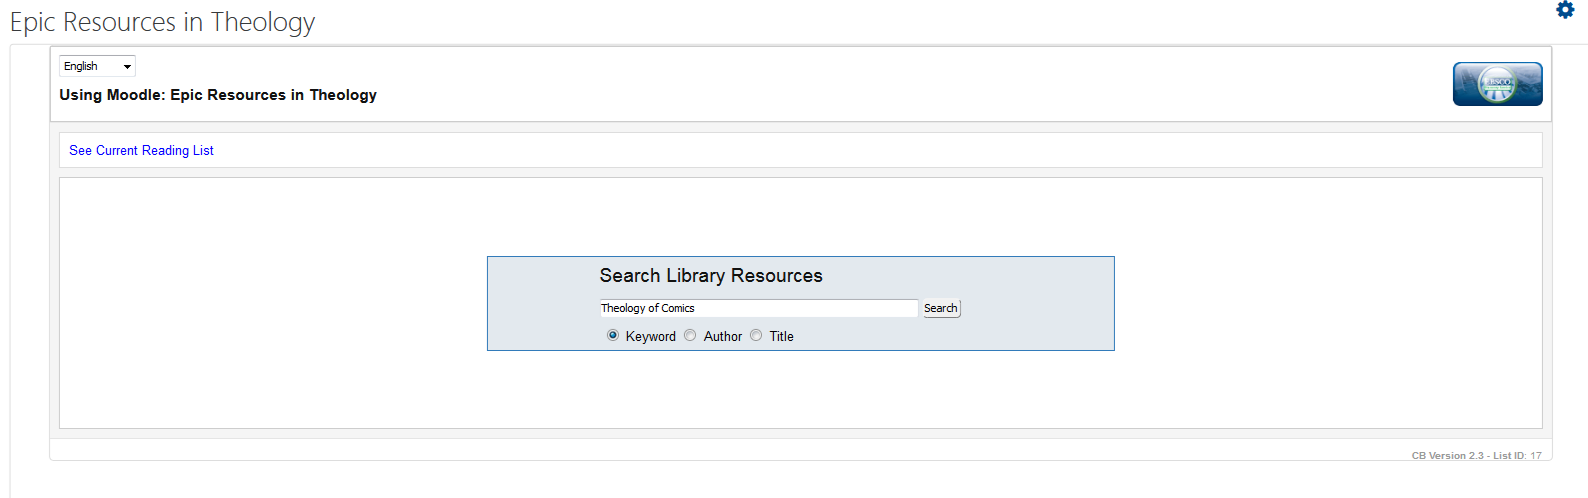 Epic Resources in Theology
English
Using Moodle: Epic Resources in Theology
See Current Reading List
Search Library Resources
Theology of Comics Search
Keyword Author Title
CB Version 2.3 - List ID: 17